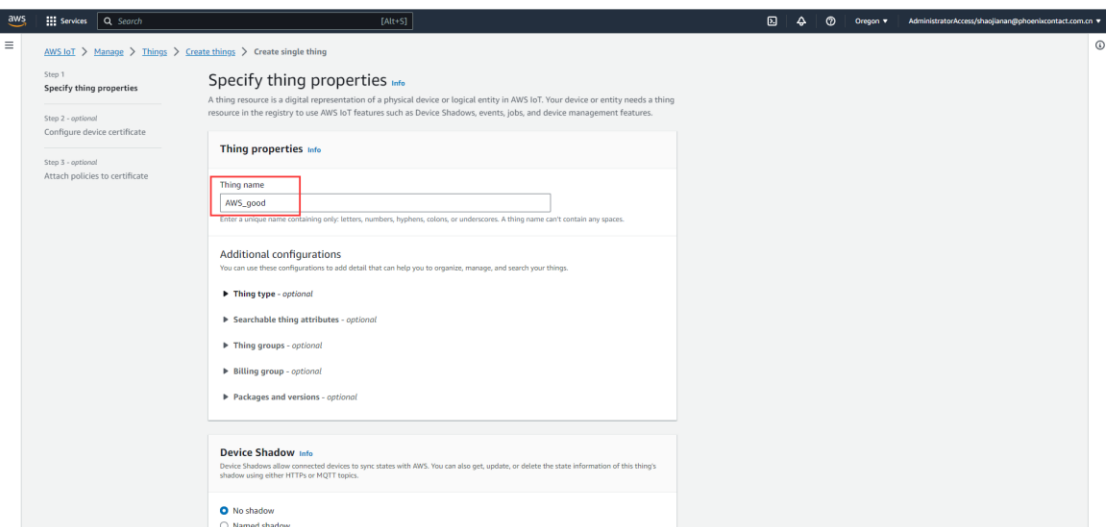 aws Services Search [Alt+S] Oregon AdministratorAccess/shaojianan@phoenixcontact.com.cn
AWS IoT > Manage > Things > Create things > Create single thing
Step 1
Specify thing properties
Step 2 - optional
Configure device certificate
Step 3 - optional
Attach policies to certificate
Specify thing properties Info
A thing resource is a digital representation of a physical device or logical entity in AWS IoT. Your device or entity needs a thing
resource in the registry to use AWS IoT features such as Device Shadows, events, jobs, and device management features.
Thing properties Info
Thing name
AWS_good
Enter a unique name containing only: letters, numbers, hyphens, colons, or underscores. A thing name can't contain any spaces.
Additional configurations
You can use these configurations to add detail that can help you to organize, manage, and search your things.
Thing type - optional
Searchable thing attributes - optional
Thing groups - optional
Billing group - optional
Packages and versions - optional
Device Shadow Info
Device Shadows allow connected devices to sync states with AWS. You can also get, update, or delete the state information of this thing's
shadow using either HTTPs or MQTT topics.
No shadow
Named shadow